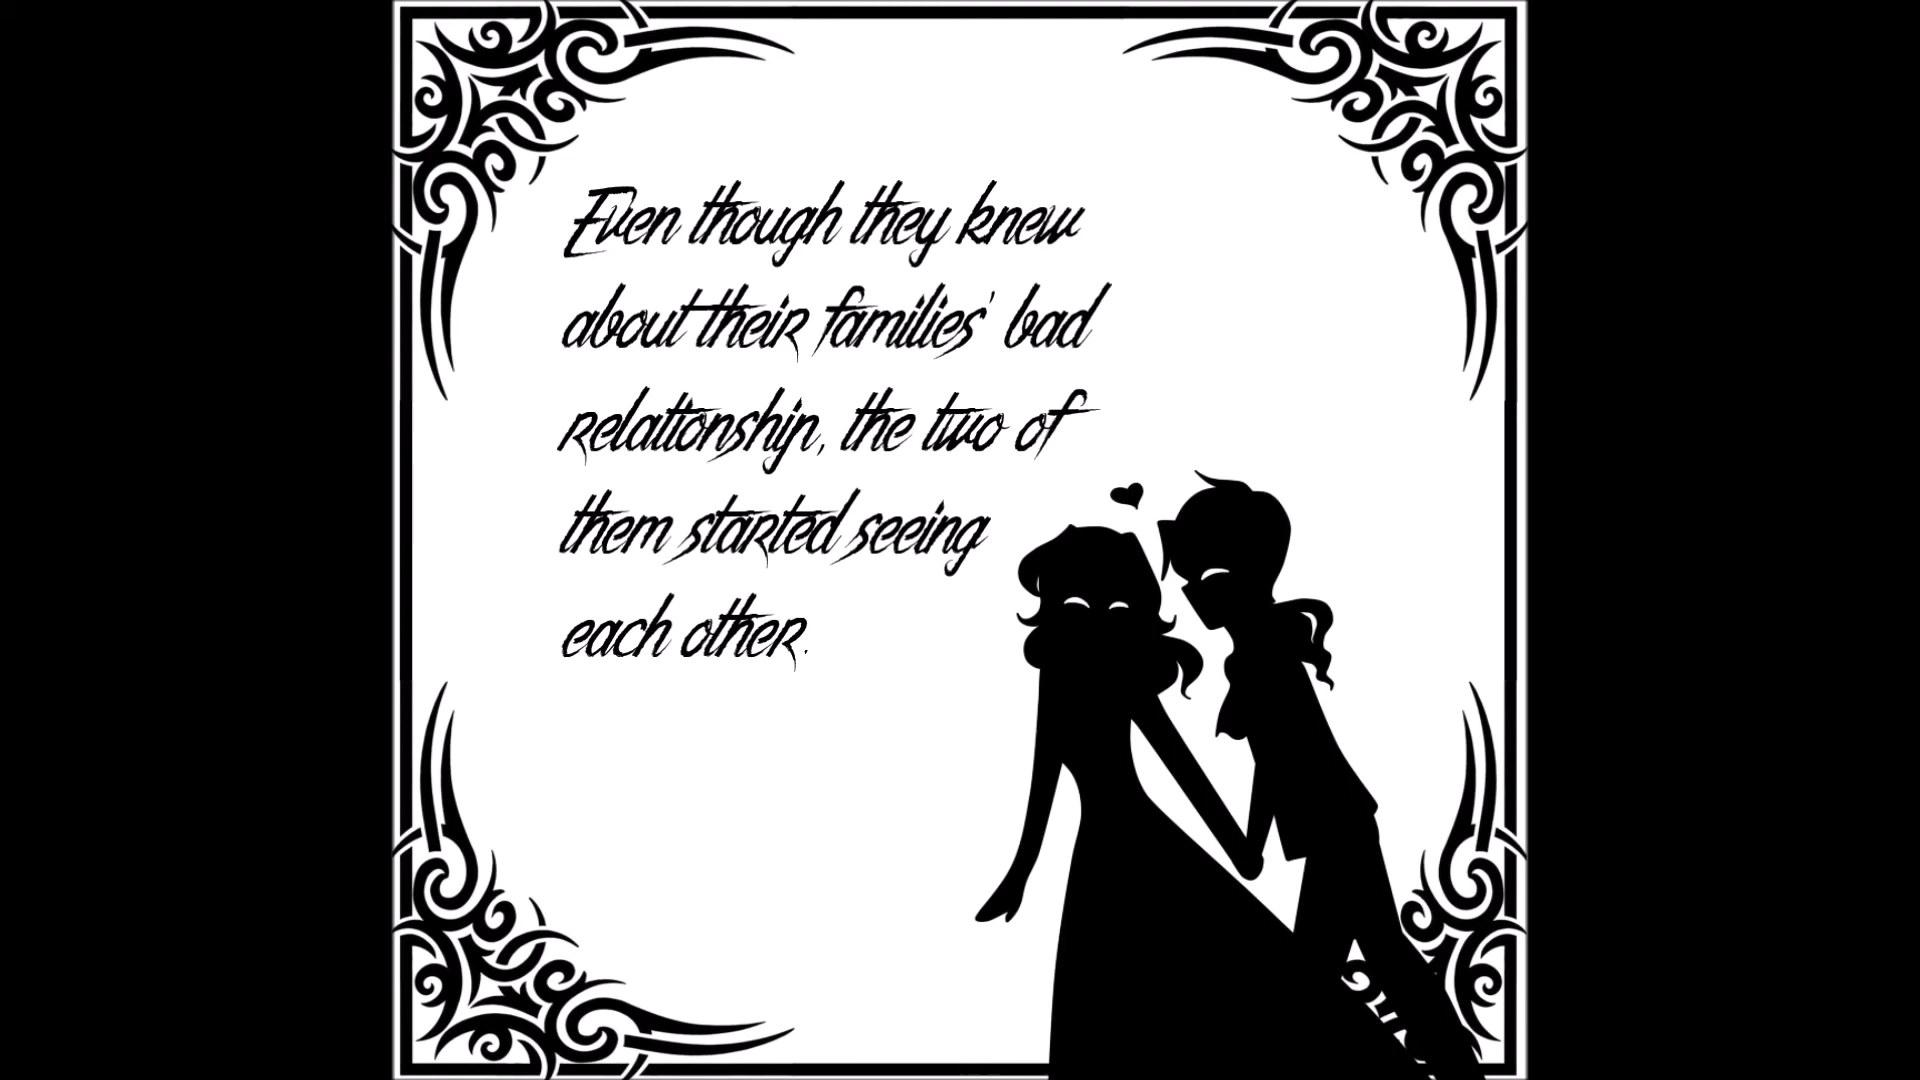 Even though they knew
about their families' bad
relationship, the two of
them started seeing
each other.